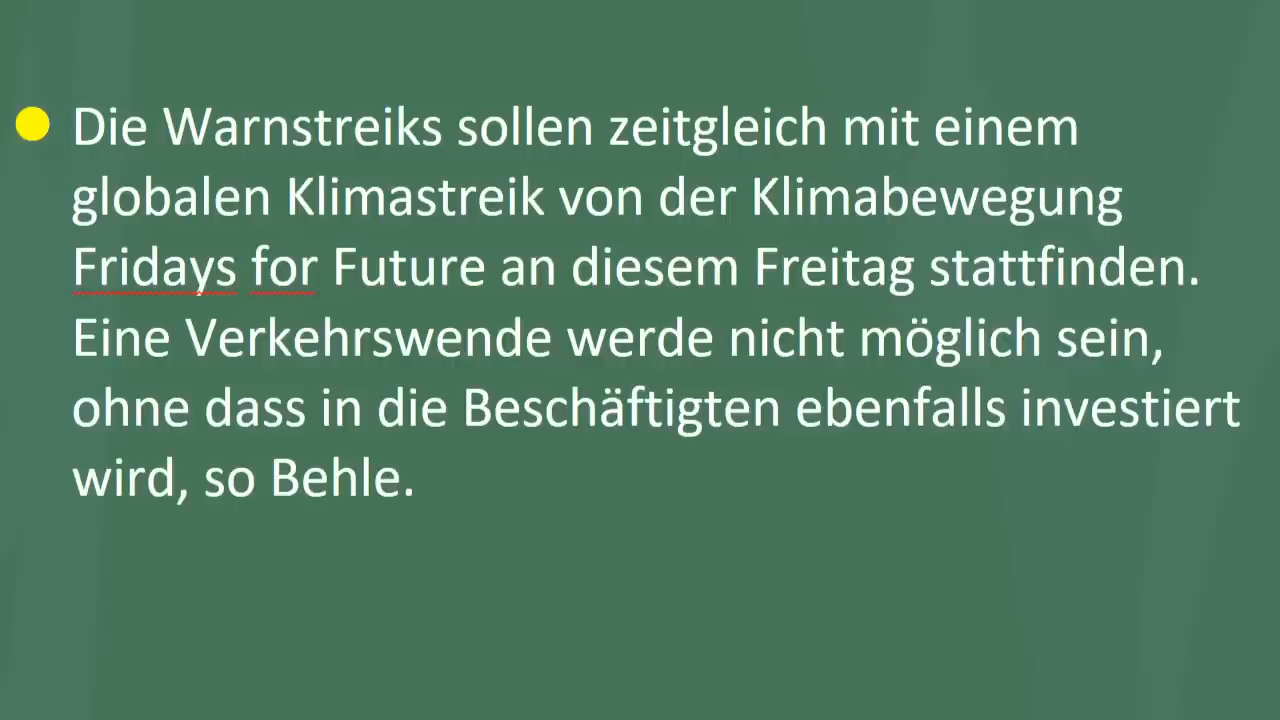 Die Warnstreiks sollen zeitgleich mit einem
globalen Klimastreik von der Klimabewegung
Fridays for Future an diesem Freitag stattfinden.
Eine Verkehrswende werde nicht möglich sein,
ohne dass in die Beschäftigten ebenfalls investiert
wird, so Behle.